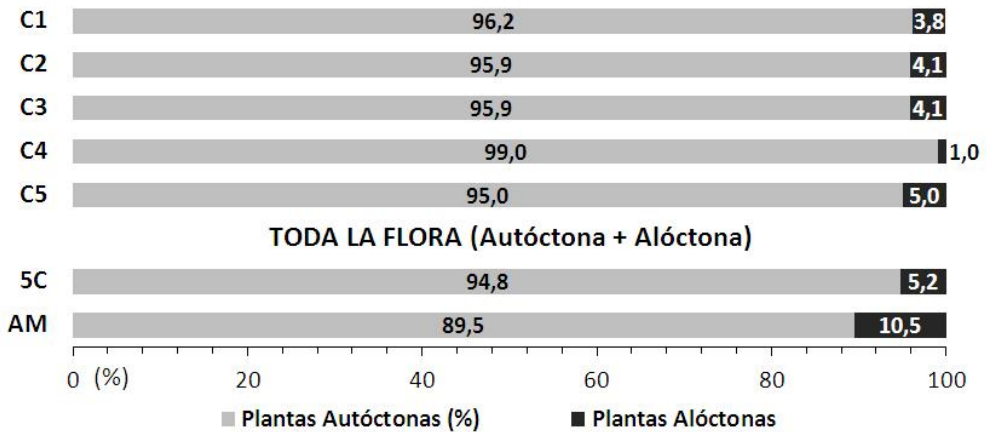 C1 96,2 3,8
C2 95,9 4,1
C3 95,9 4,1
C4 99,0 1,0
C5 95,0 5,0
TODA LA FLORA (Autóctona + Alóctona)
5C 94,8 5,2
AM 89,5 10,5
0 (%) 20 40 60 80 100
Plantas Autóctonas (%) Plantas Alóctonas